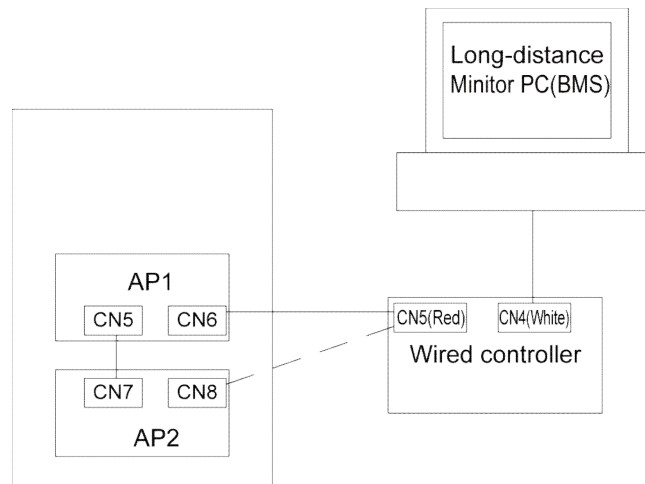 Long-distance
Minitor PC(BMS)
AP1
CN5 CN6
CN5(Red) CN4(White)
Wired controller
CN7 CN8
AP2